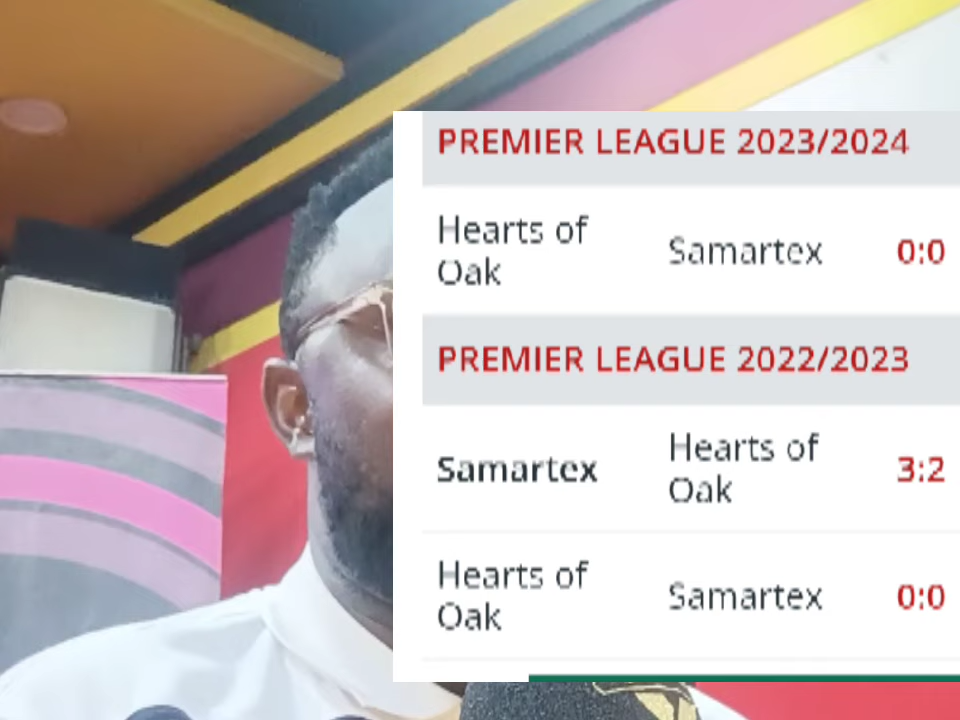 PREMIER LEAGUE 2023/2024
Hearts of
Oak
Samartex
0:0
PREMIER LEAGUE 2022/2023
Samartex
Hearts of
Oak
3:2
Hearts of
Oak
Samartex
0:0